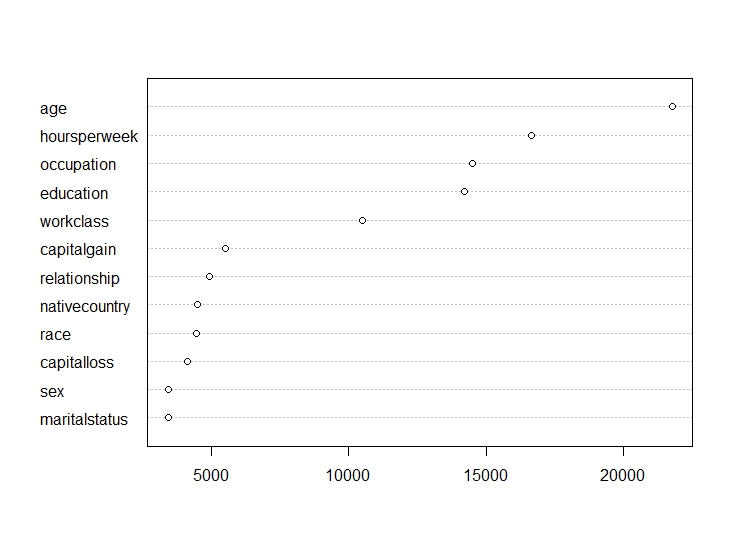 age
hoursperweek
occupation
education
workclass
capitalgain
relationship
nativecountry
race
capitalloss
sex
maritalstatus
5000 10000 15000 20000